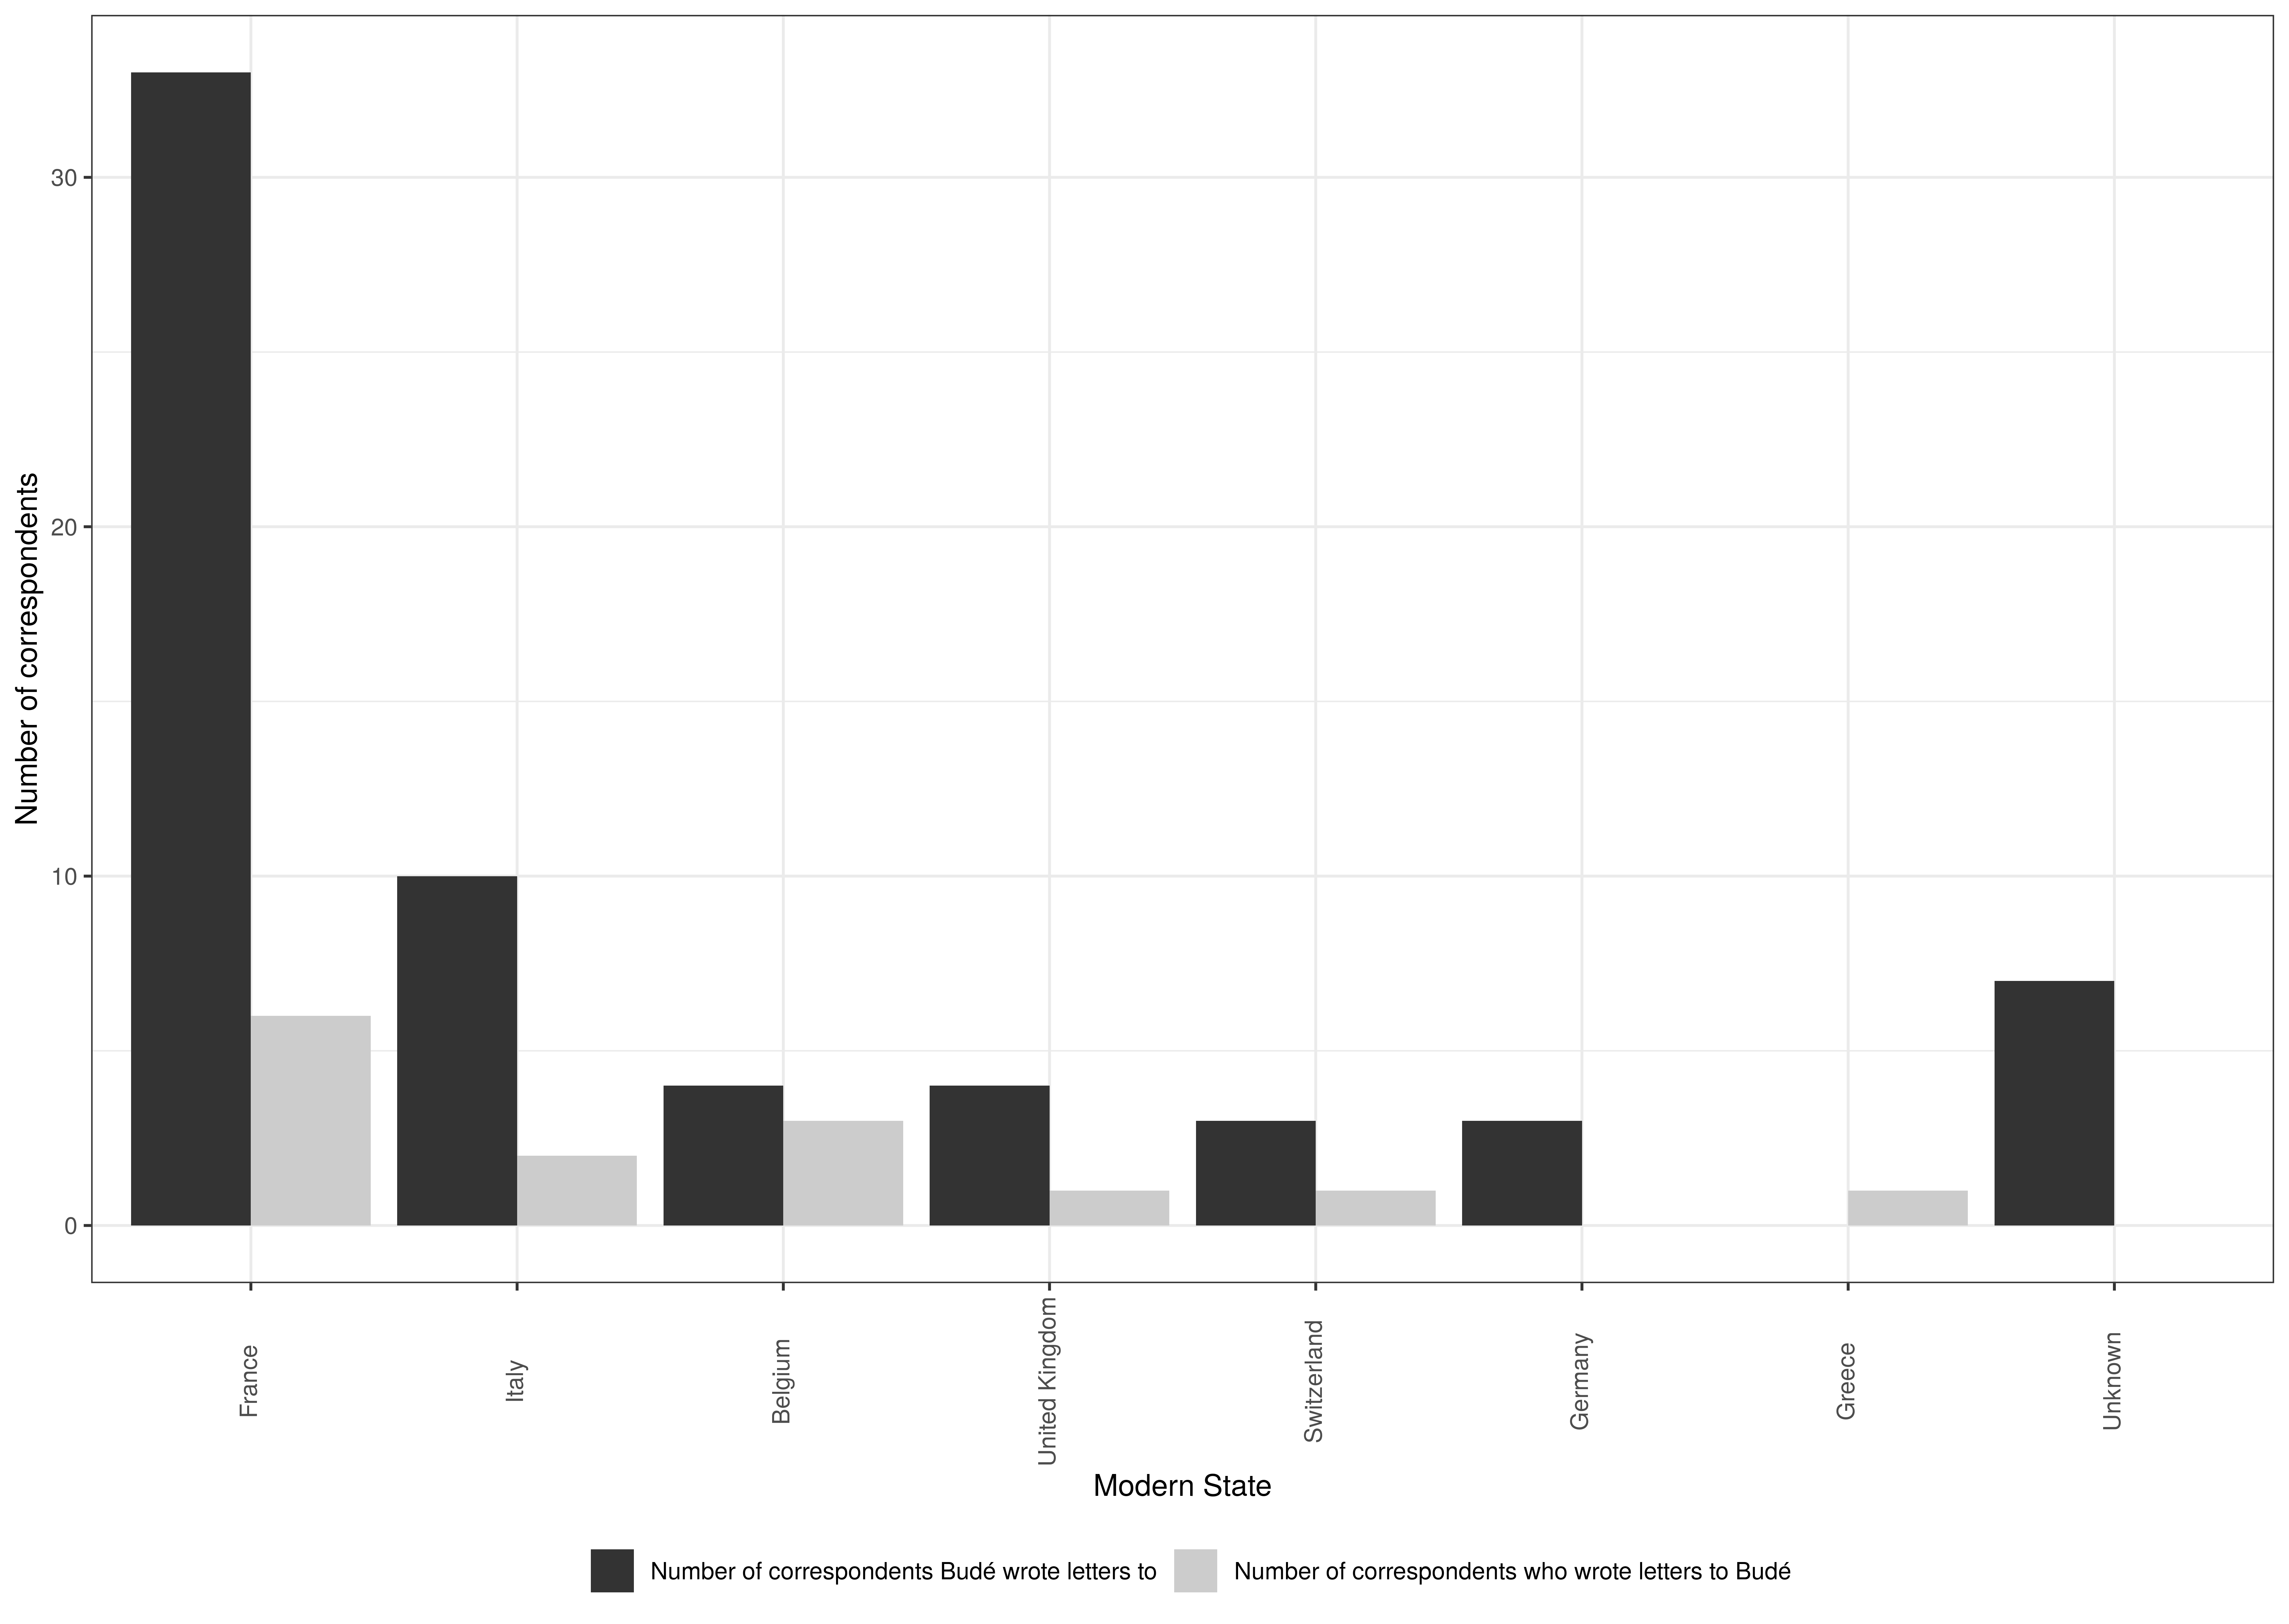 Number of correspondents
30
20
10
0
France
Italy
Belgium
United Kingdom
Switzerland
Germany
Greece
Unknown
Modern State
Number of correspondents Budé wrote letters to
Number of correspondents who wrote letters to Budé